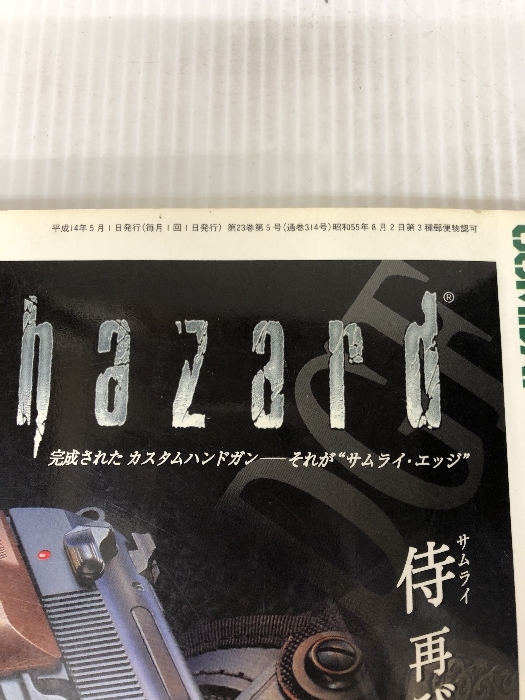 平成14年5月1日発行(毎月1回1日発行) 第23巻第5号(通巻314号)昭和55年8月2日第3種郵便物認可
hazard®
完成された カスタムハンドガン──それが“サムライ・エッジ”
侍 再び
サムライ